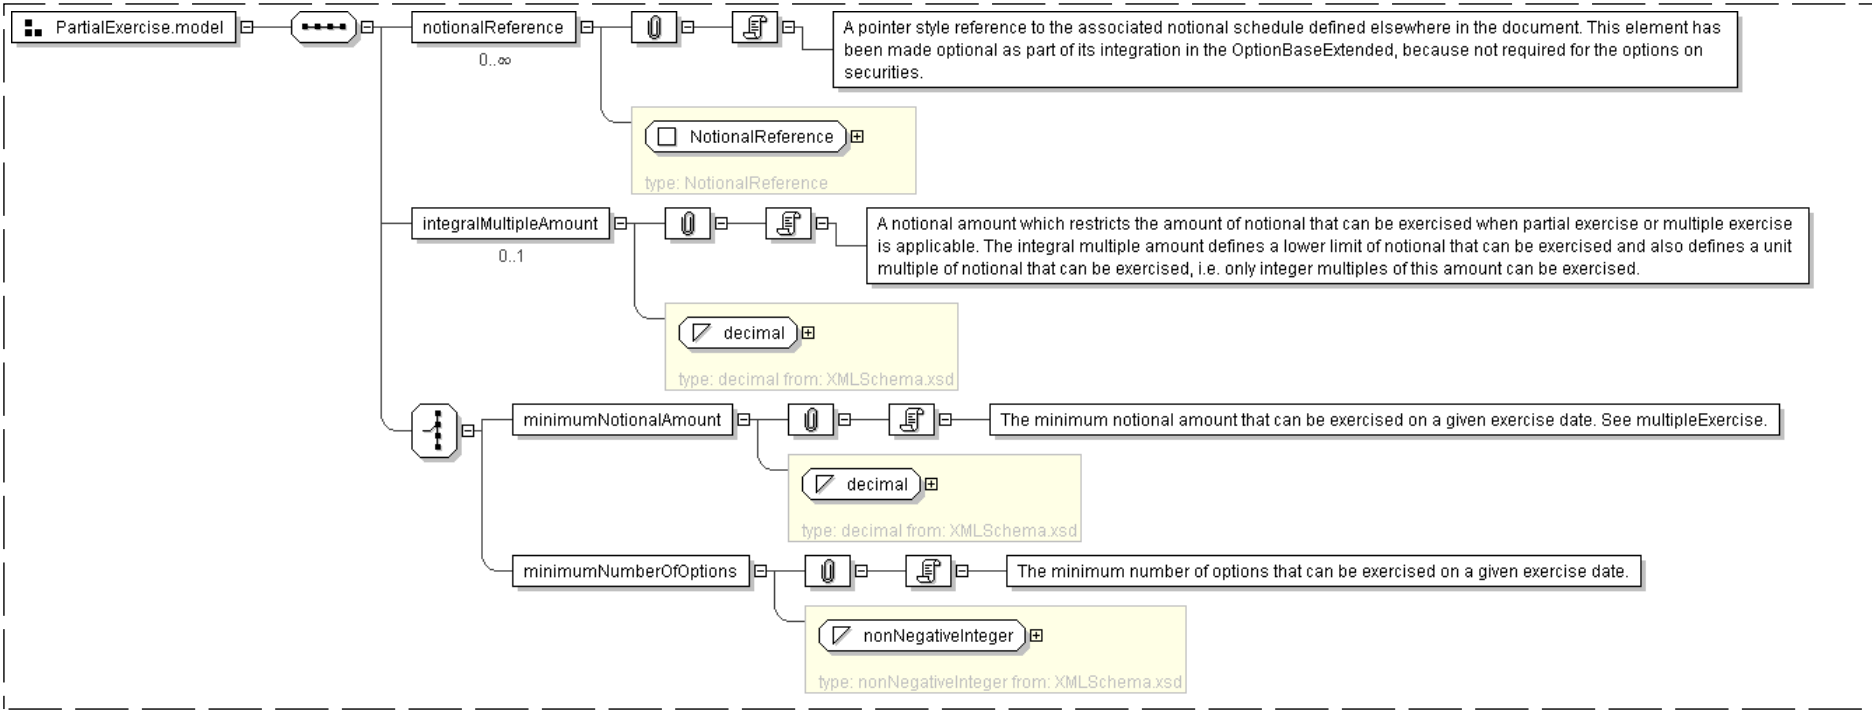 PartialExercise.model
notionalReference
0..∞
A pointer style reference to the associated notional schedule defined elsewhere in the document. This element has
been made optional as part of its integration in the OptionBaseExtended, because not required for the options on
securities.
NotionalReference
type: NotionalReference
integralMultipleAmount
0..1
A notional amount which restricts the amount of notional that can be exercised when partial exercise or multiple exercise
is applicable. The integral multiple amount defines a lower limit of notional that can be exercised and also defines a unit
multiple of notional that can be exercised, i.e. only integer multiples of this amount can be exercised.
decimal
type: decimal from: XMLSchema.xsd
minimumNotionalAmount
The minimum notional amount that can be exercised on a given exercise date. See multipleExercise.
decimal
type: decimal from: XMLSchema.xsd
minimumNumberOfOptions
The minimum number of options that can be exercised on a given exercise date.
nonNegativeInteger
type: nonNegativeInteger from: XMLSchema.xsd